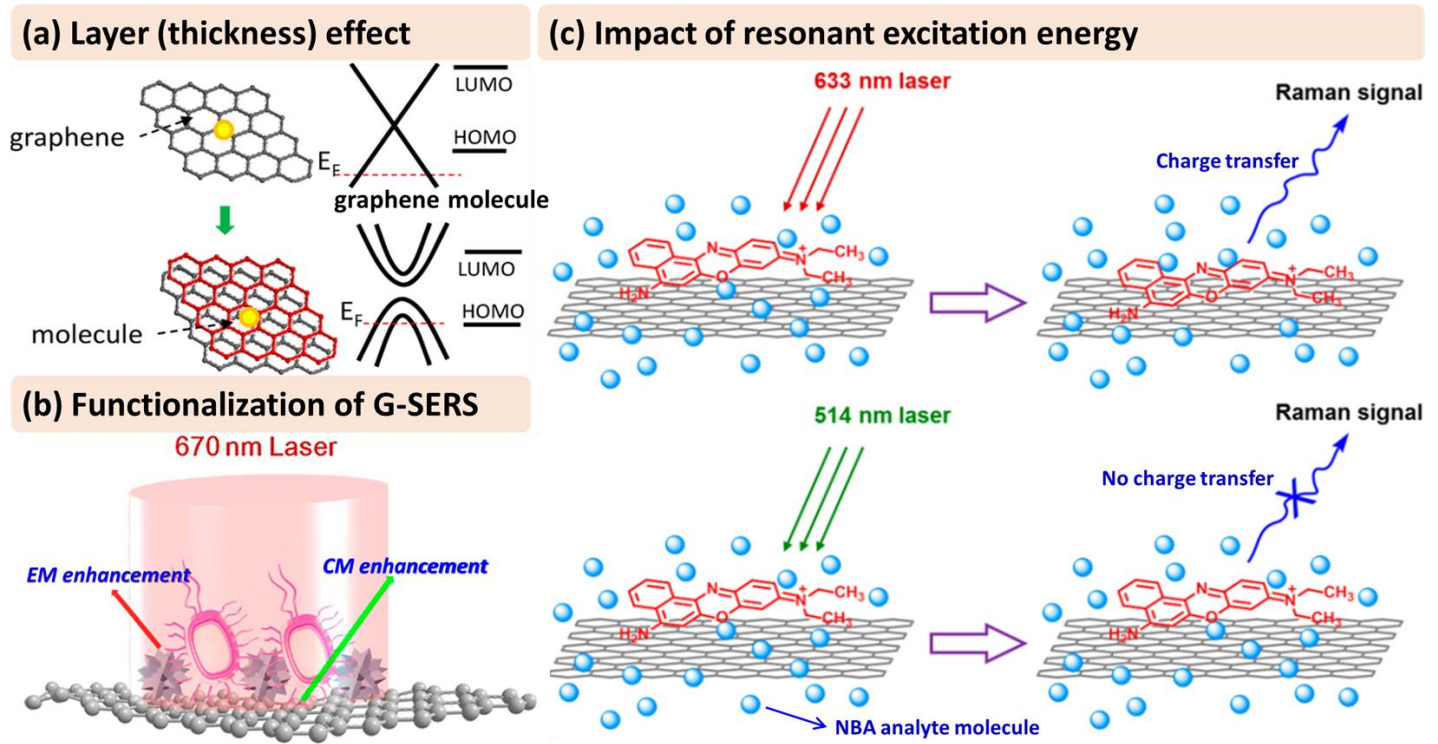 (a) Layer (thickness) effect
graphene
LUMO
HOMO
E_F
graphene molecule
molecule
LUMO
E_F
HOMO
(b) Functionalization of G-SERS
670 nm Laser
EM enhancement
CM enhancement
(c) Impact of resonant excitation energy
633 nm laser
Raman signal
Charge transfer
N
N+
CH3
CH3
O
H2N
N
N+
CH3
CH3
O
H2N
514 nm laser
Raman signal
No charge transfer
N
N+
CH3
CH3
O
H2N
N
N+
CH3
CH3
O
H2N
NBA analyte molecule